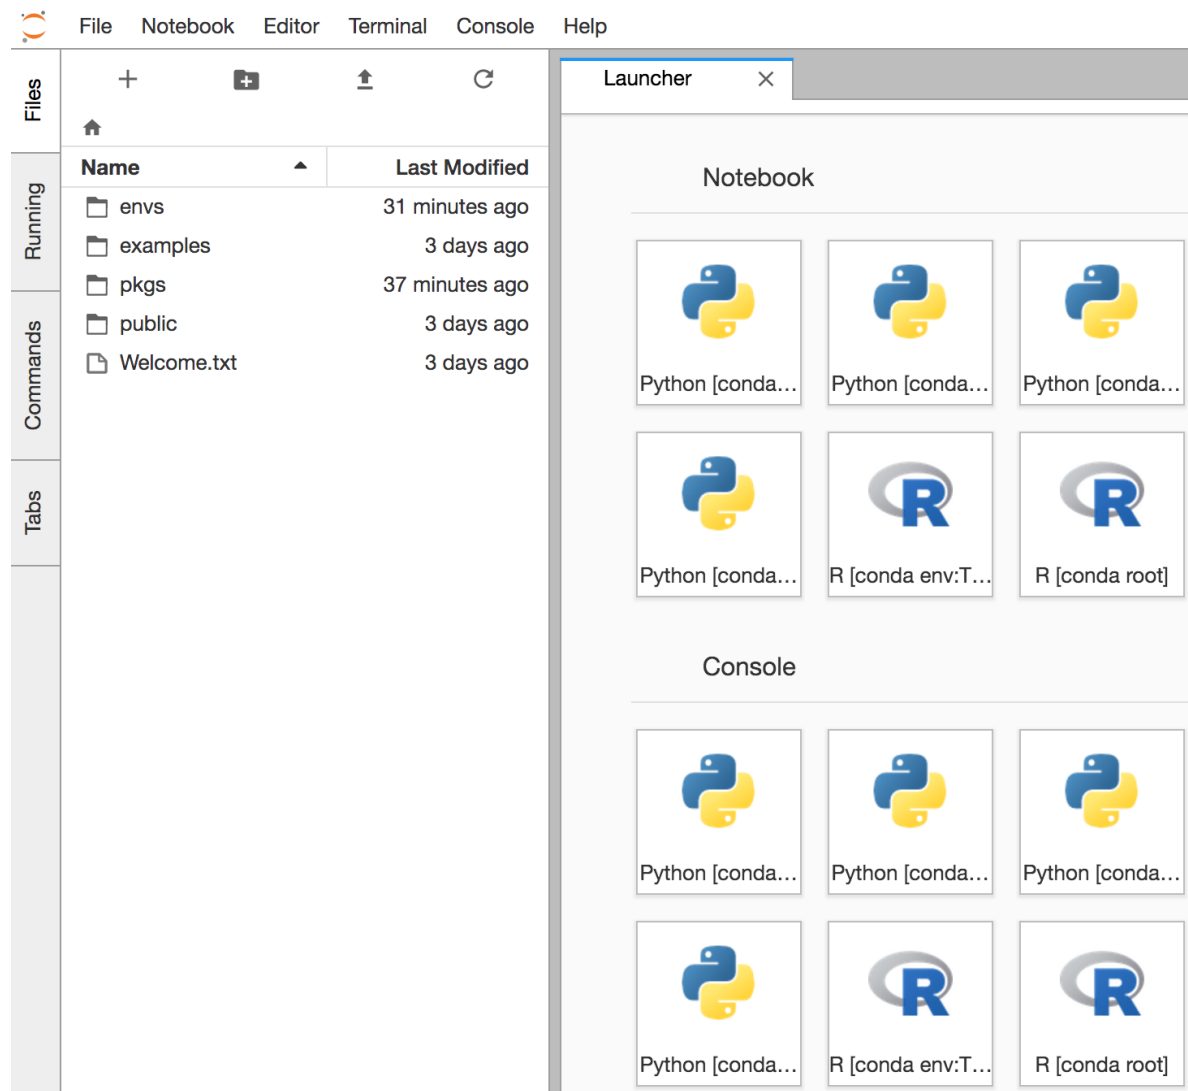 File Notebook Editor Terminal Console Help
Files
Running
Commands
Tabs
Name Last Modified
envs 31 minutes ago
examples 3 days ago
pkgs 37 minutes ago
public 3 days ago
Welcome.txt 3 days ago
Launcher
Notebook
Python [conda... Python [conda... Python [conda...
Python [conda... R [conda env:T... R [conda root]
Console
Python [conda... Python [conda... Python [conda...
Python [conda... R [conda env:T... R [conda root]